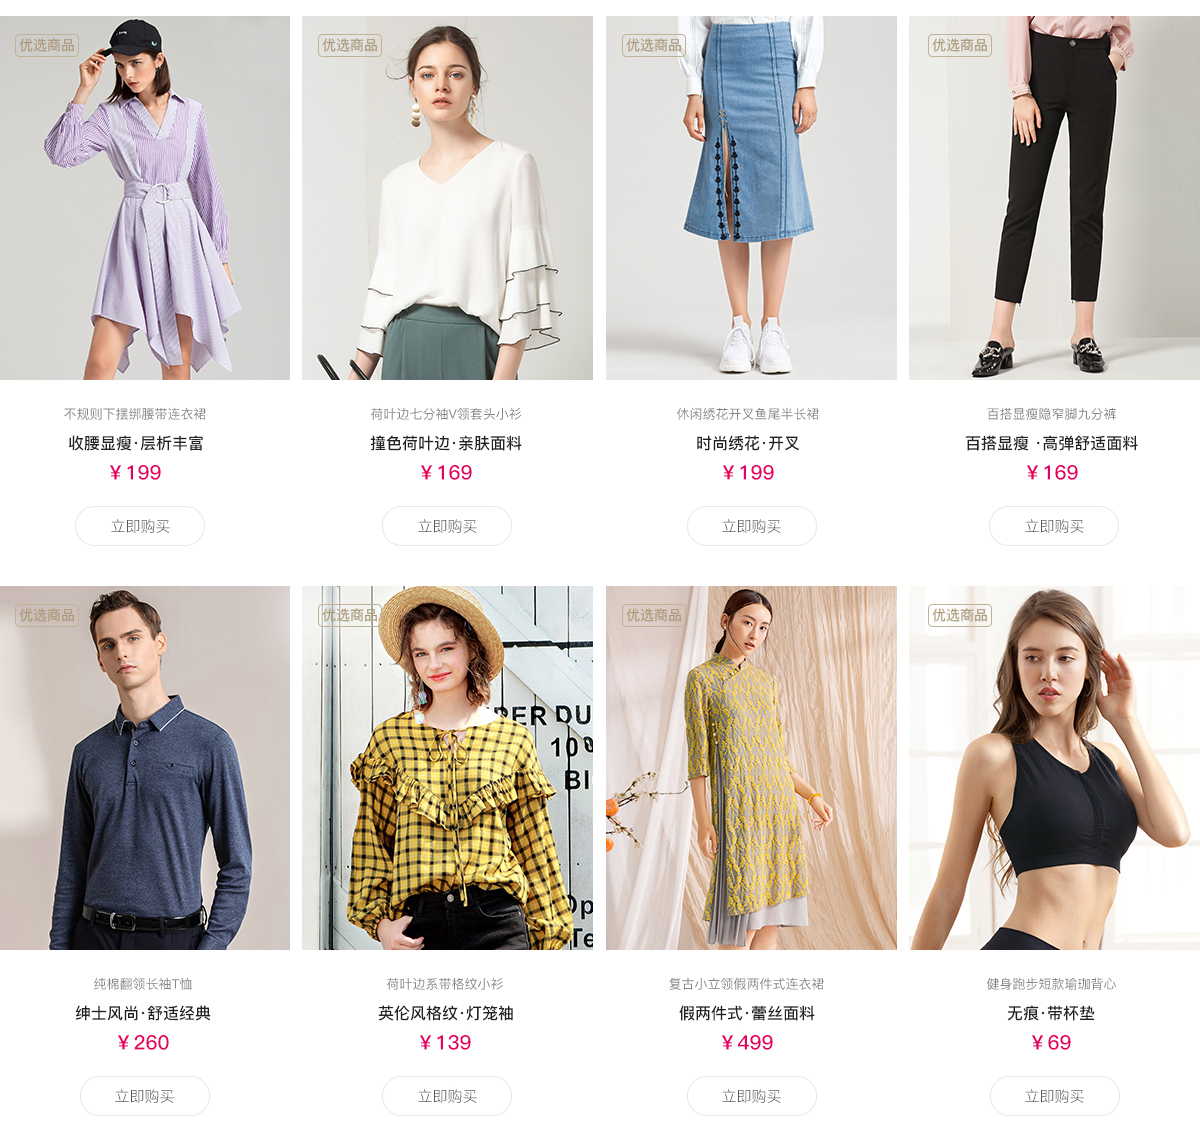 优选商品
优选商品
优选商品
优选商品
不规则下摆绑腰带连衣裙
荷叶边七分袖V领套头小衫
休闲绣花开叉鱼尾半长裙
百搭显瘦隐窄脚九分裤
收腰显瘦·层析丰富
撞色荷叶边·亲肤面料
时尚绣花·开叉
百搭显瘦 ·高弹舒适面料
￥199
￥169
￥199
￥169
立即购买
立即购买
立即购买
立即购买
优选商品
优选商品
优选商品
优选商品
PER DU
10
BI
Op
Te
纯棉翻领长袖T恤
荷叶边系带格纹小衫
复古小立领假两件式连衣裙
健身跑步短款瑜珈背心
绅士风尚·舒适经典
英伦风格纹·灯笼袖
假两件式·蕾丝面料
无痕·带杯垫
￥260
￥139
￥499
￥69
立即购买
立即购买
立即购买
立即购买